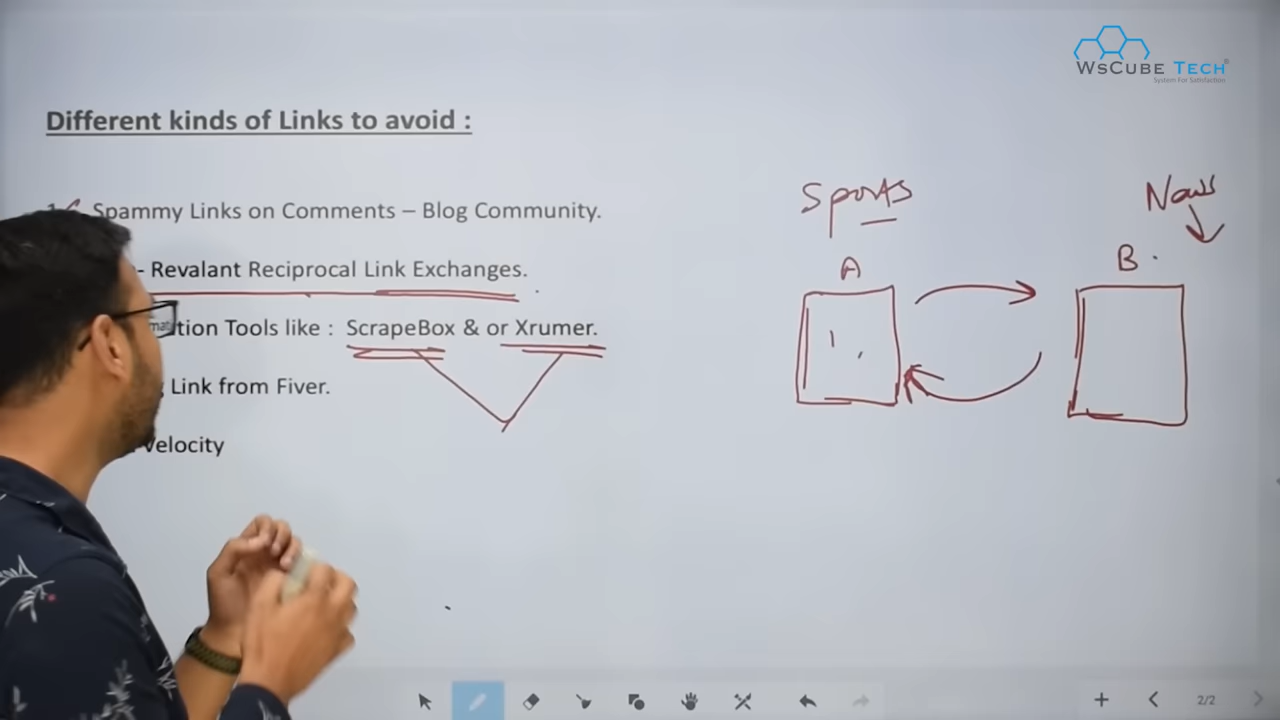 WsCube Tech
System For Satisfaction
Different kinds of Links to avoid :
Spammy Links on Comments – Blog Community.
- Revalant Reciprocal Link Exchanges.
mation Tools like : ScrapeBox & or Xrumer.
Link from Fiver.
Velocity
Sports
News
A
B
2/2